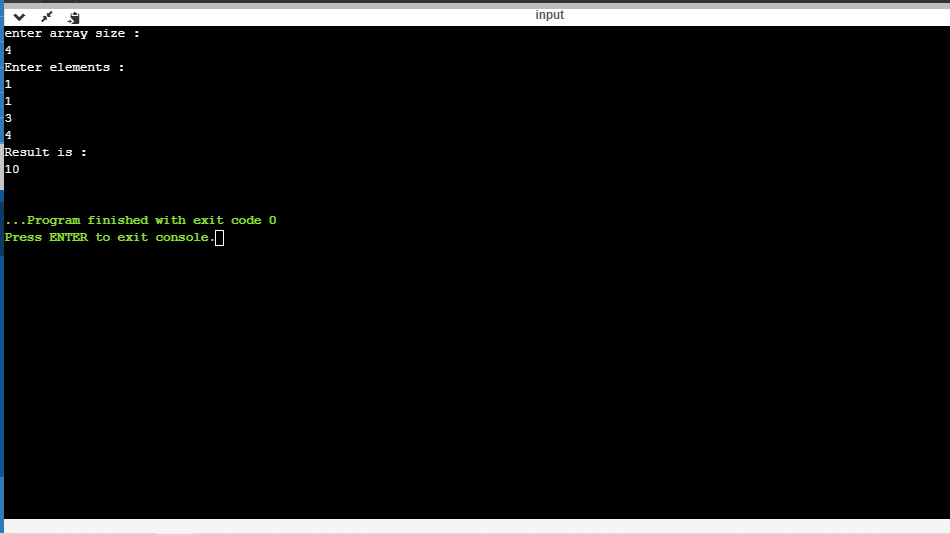 input
enter array size :
4
Enter elements :
1
1
3
4
Result is :
10
...Program finished with exit code 0
Press ENTER to exit console.